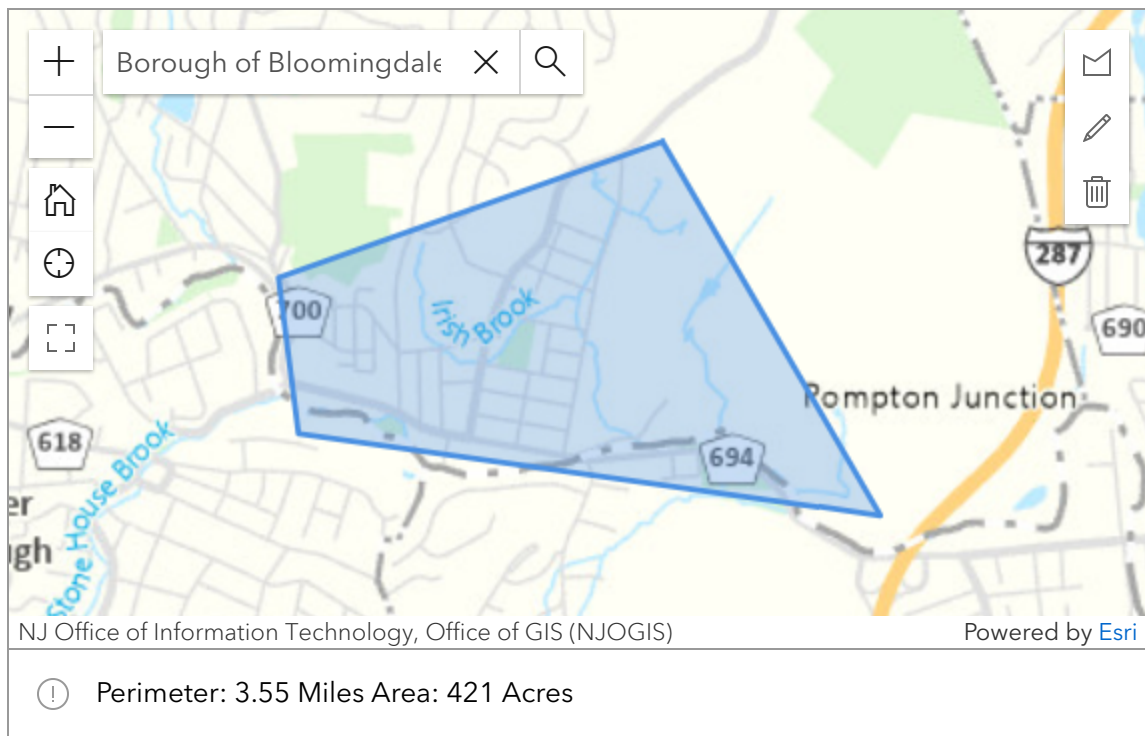 Borough of Bloomingdale
700
Irish Brook
287
690
Pompton Junction
618
694
Stone House Brook
er
gh
NJ Office of Information Technology, Office of GIS (NJOGIS)
Powered by Esri
Perimeter: 3.55 Miles Area: 421 Acres